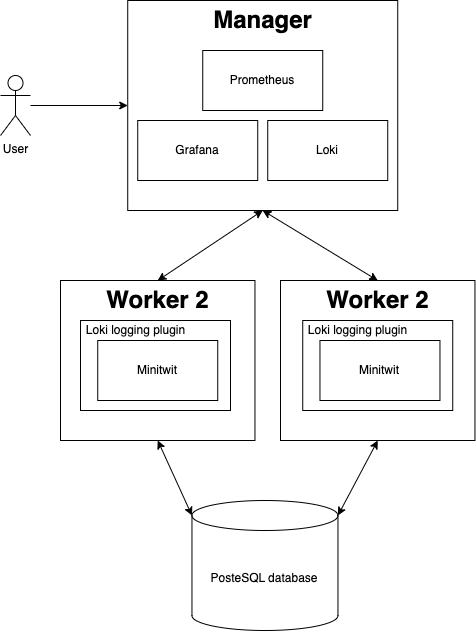 Manager
Prometheus
Grafana
Loki
User
Worker 2
Loki logging plugin
Minitwit
Worker 2
Loki logging plugin
Minitwit
PosteSQL database